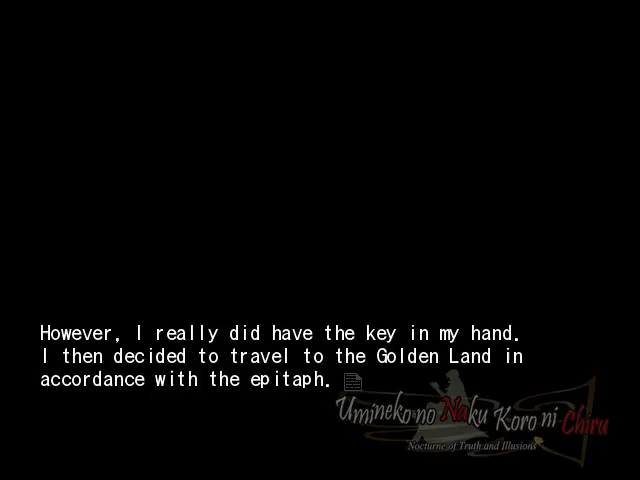 However, I really did have the key in my hand.
I then decided to travel to the Golden Land in
accordance with the epitaph.
Umineko no Naku Koro ni Chiru
Nocturne of Truth and Illusions